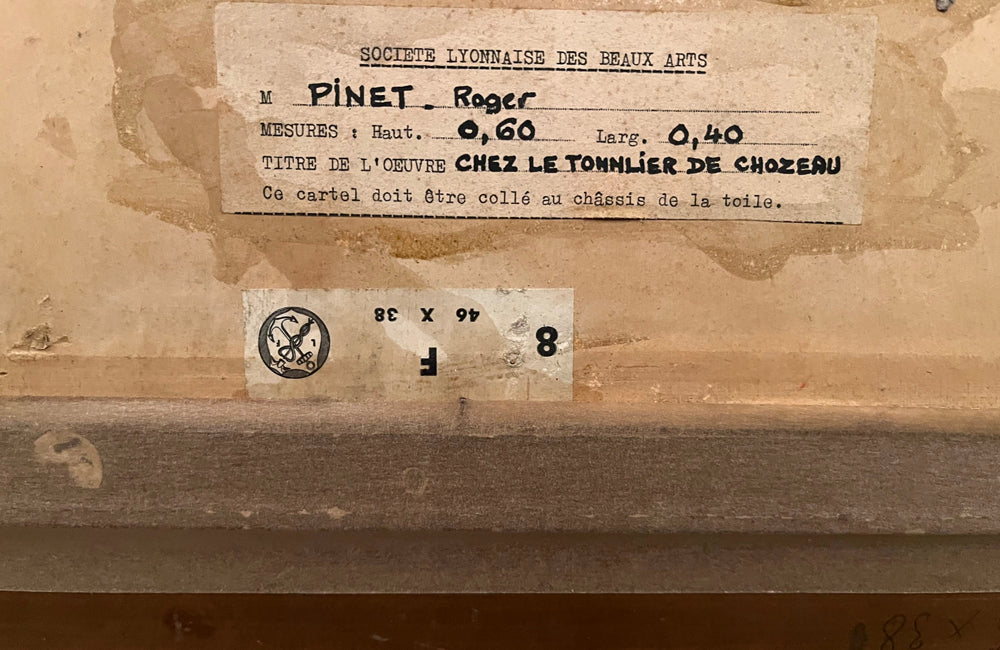 SOCIETE LYONNAISE DES BEAUX ARTS
M PINET. Roger
MESURES : Haut. 0,60 Larg. 0,40
TITRE DE L'OEUVRE CHEZ LE TONNLIER DE CHOZEAU
Ce cartel doit être collé au châssis de la toile.
8 F 46 X 38